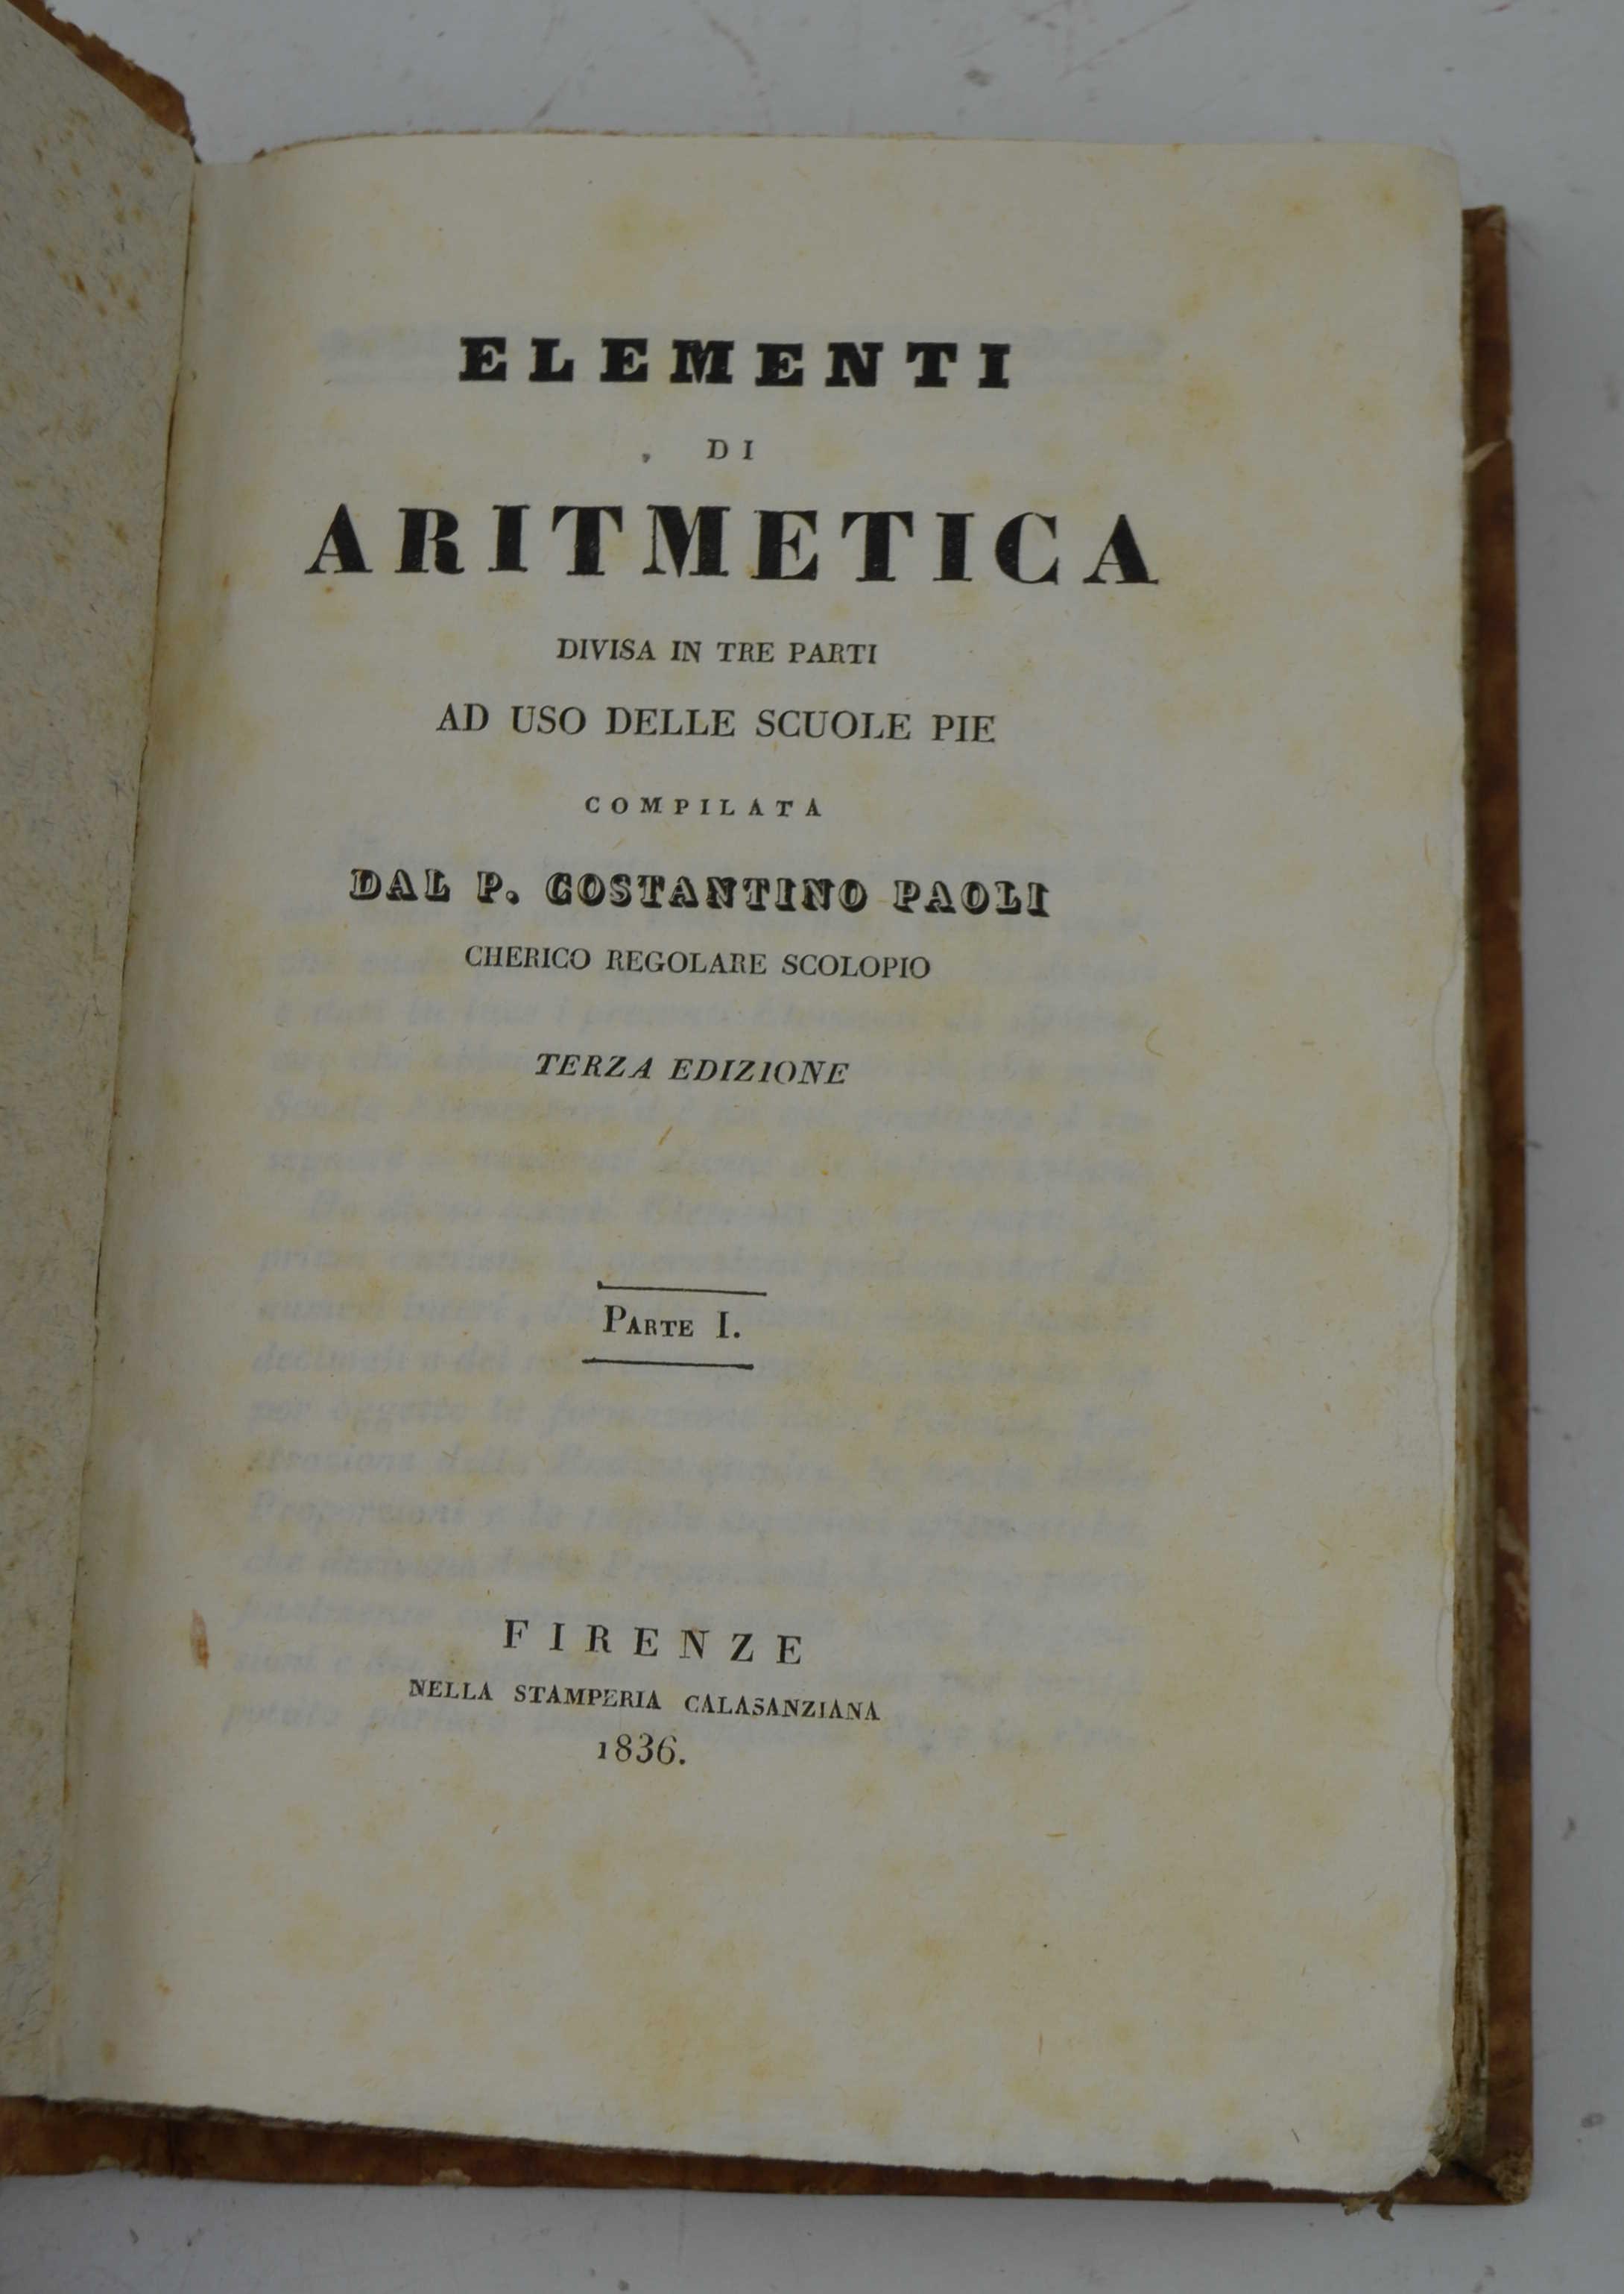 ELEMENTI
DI
ARITMETICA
DIVISA IN TRE PARTI
AD USO DELLE SCUOLE PIE
COMPILATA
DAL P. COSTANTINO PAOLI
CHERICO REGOLARE SCOLOPIO
TERZA EDIZIONE
PARTE I.
FIRENZE
NELLA STAMPERIA CALASANZIANA
1836.